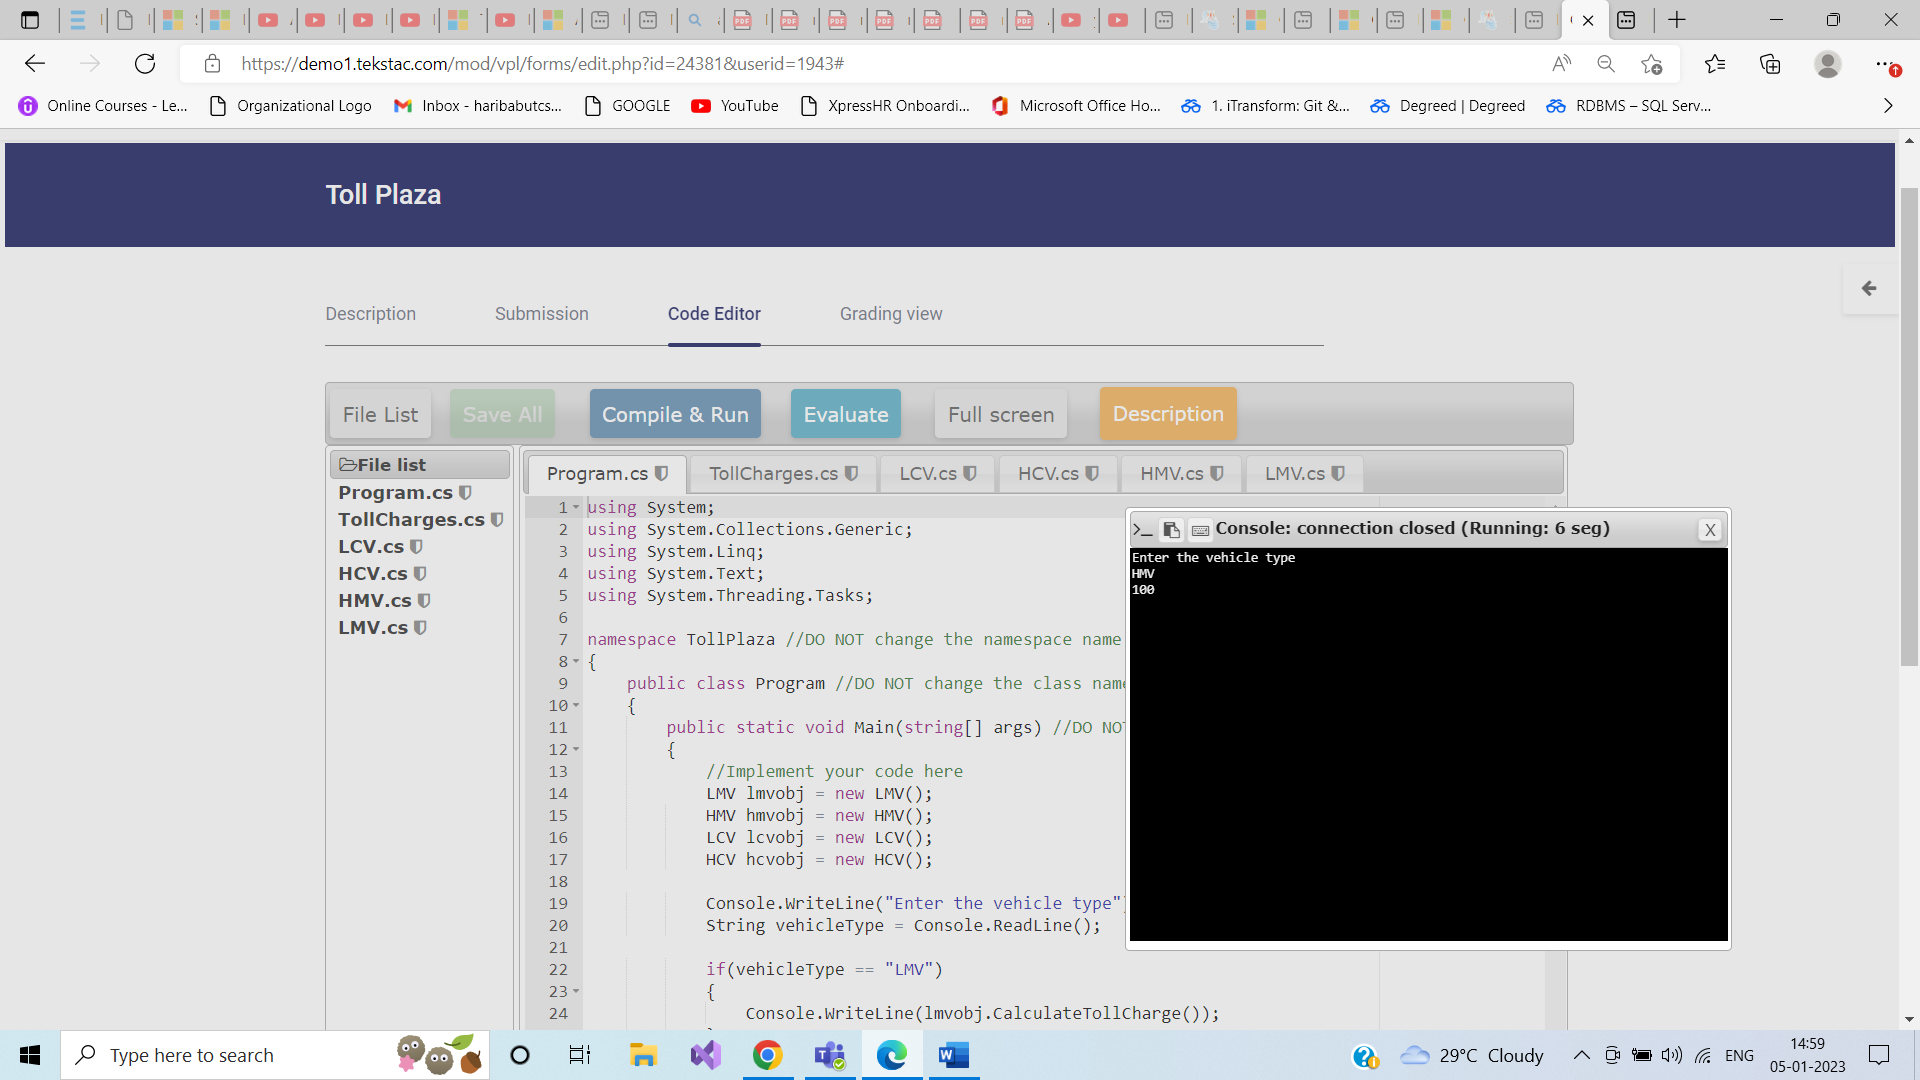 https://demo1.tekstac.com/mod/vpl/forms/edit.php?id=24381&userid=1943#
Online Courses - Le...
Organizational Logo
Inbox - haribabutcs...
GOOGLE
YouTube
XpressHR Onboardi...
Microsoft Office Ho...
1. iTransform: Git &...
Degreed | Degreed
RDBMS – SQL Serv...
Toll Plaza
Description
Submission
Code Editor
Grading view
File List
Save All
Compile & Run
Evaluate
Full screen
Description
File list
Program.cs
TollCharges.cs
LCV.cs
HCV.cs
HMV.cs
LMV.cs
Program.cs
TollCharges.cs
LCV.cs
HCV.cs
HMV.cs
LMV.cs
1 using System;
2 using System.Collections.Generic;
3 using System.Linq;
4 using System.Text;
5 using System.Threading.Tasks;
6
7 namespace TollPlaza //DO NOT change the namespace name
8 {
9 public class Program //DO NOT change the class name
10 {
11 public static void Main(string[] args) //DO NOT
12 {
13 //Implement your code here
14 LMV lmvobj = new LMV();
15 HMV hmvobj = new HMV();
16 LCV lcvobj = new LCV();
17 HCV hcvobj = new HCV();
18
19 Console.WriteLine("Enter the vehicle type")
20 String vehicleType = Console.ReadLine();
21
22 if(vehicleType == "LMV")
23 {
24 Console.WriteLine(lmvobj.CalculateTollCharge());
Console: connection closed (Running: 6 seg)
X
Enter the vehicle type
HMV
100
Type here to search
29°C Cloudy
ENG
14:59
05-01-2023